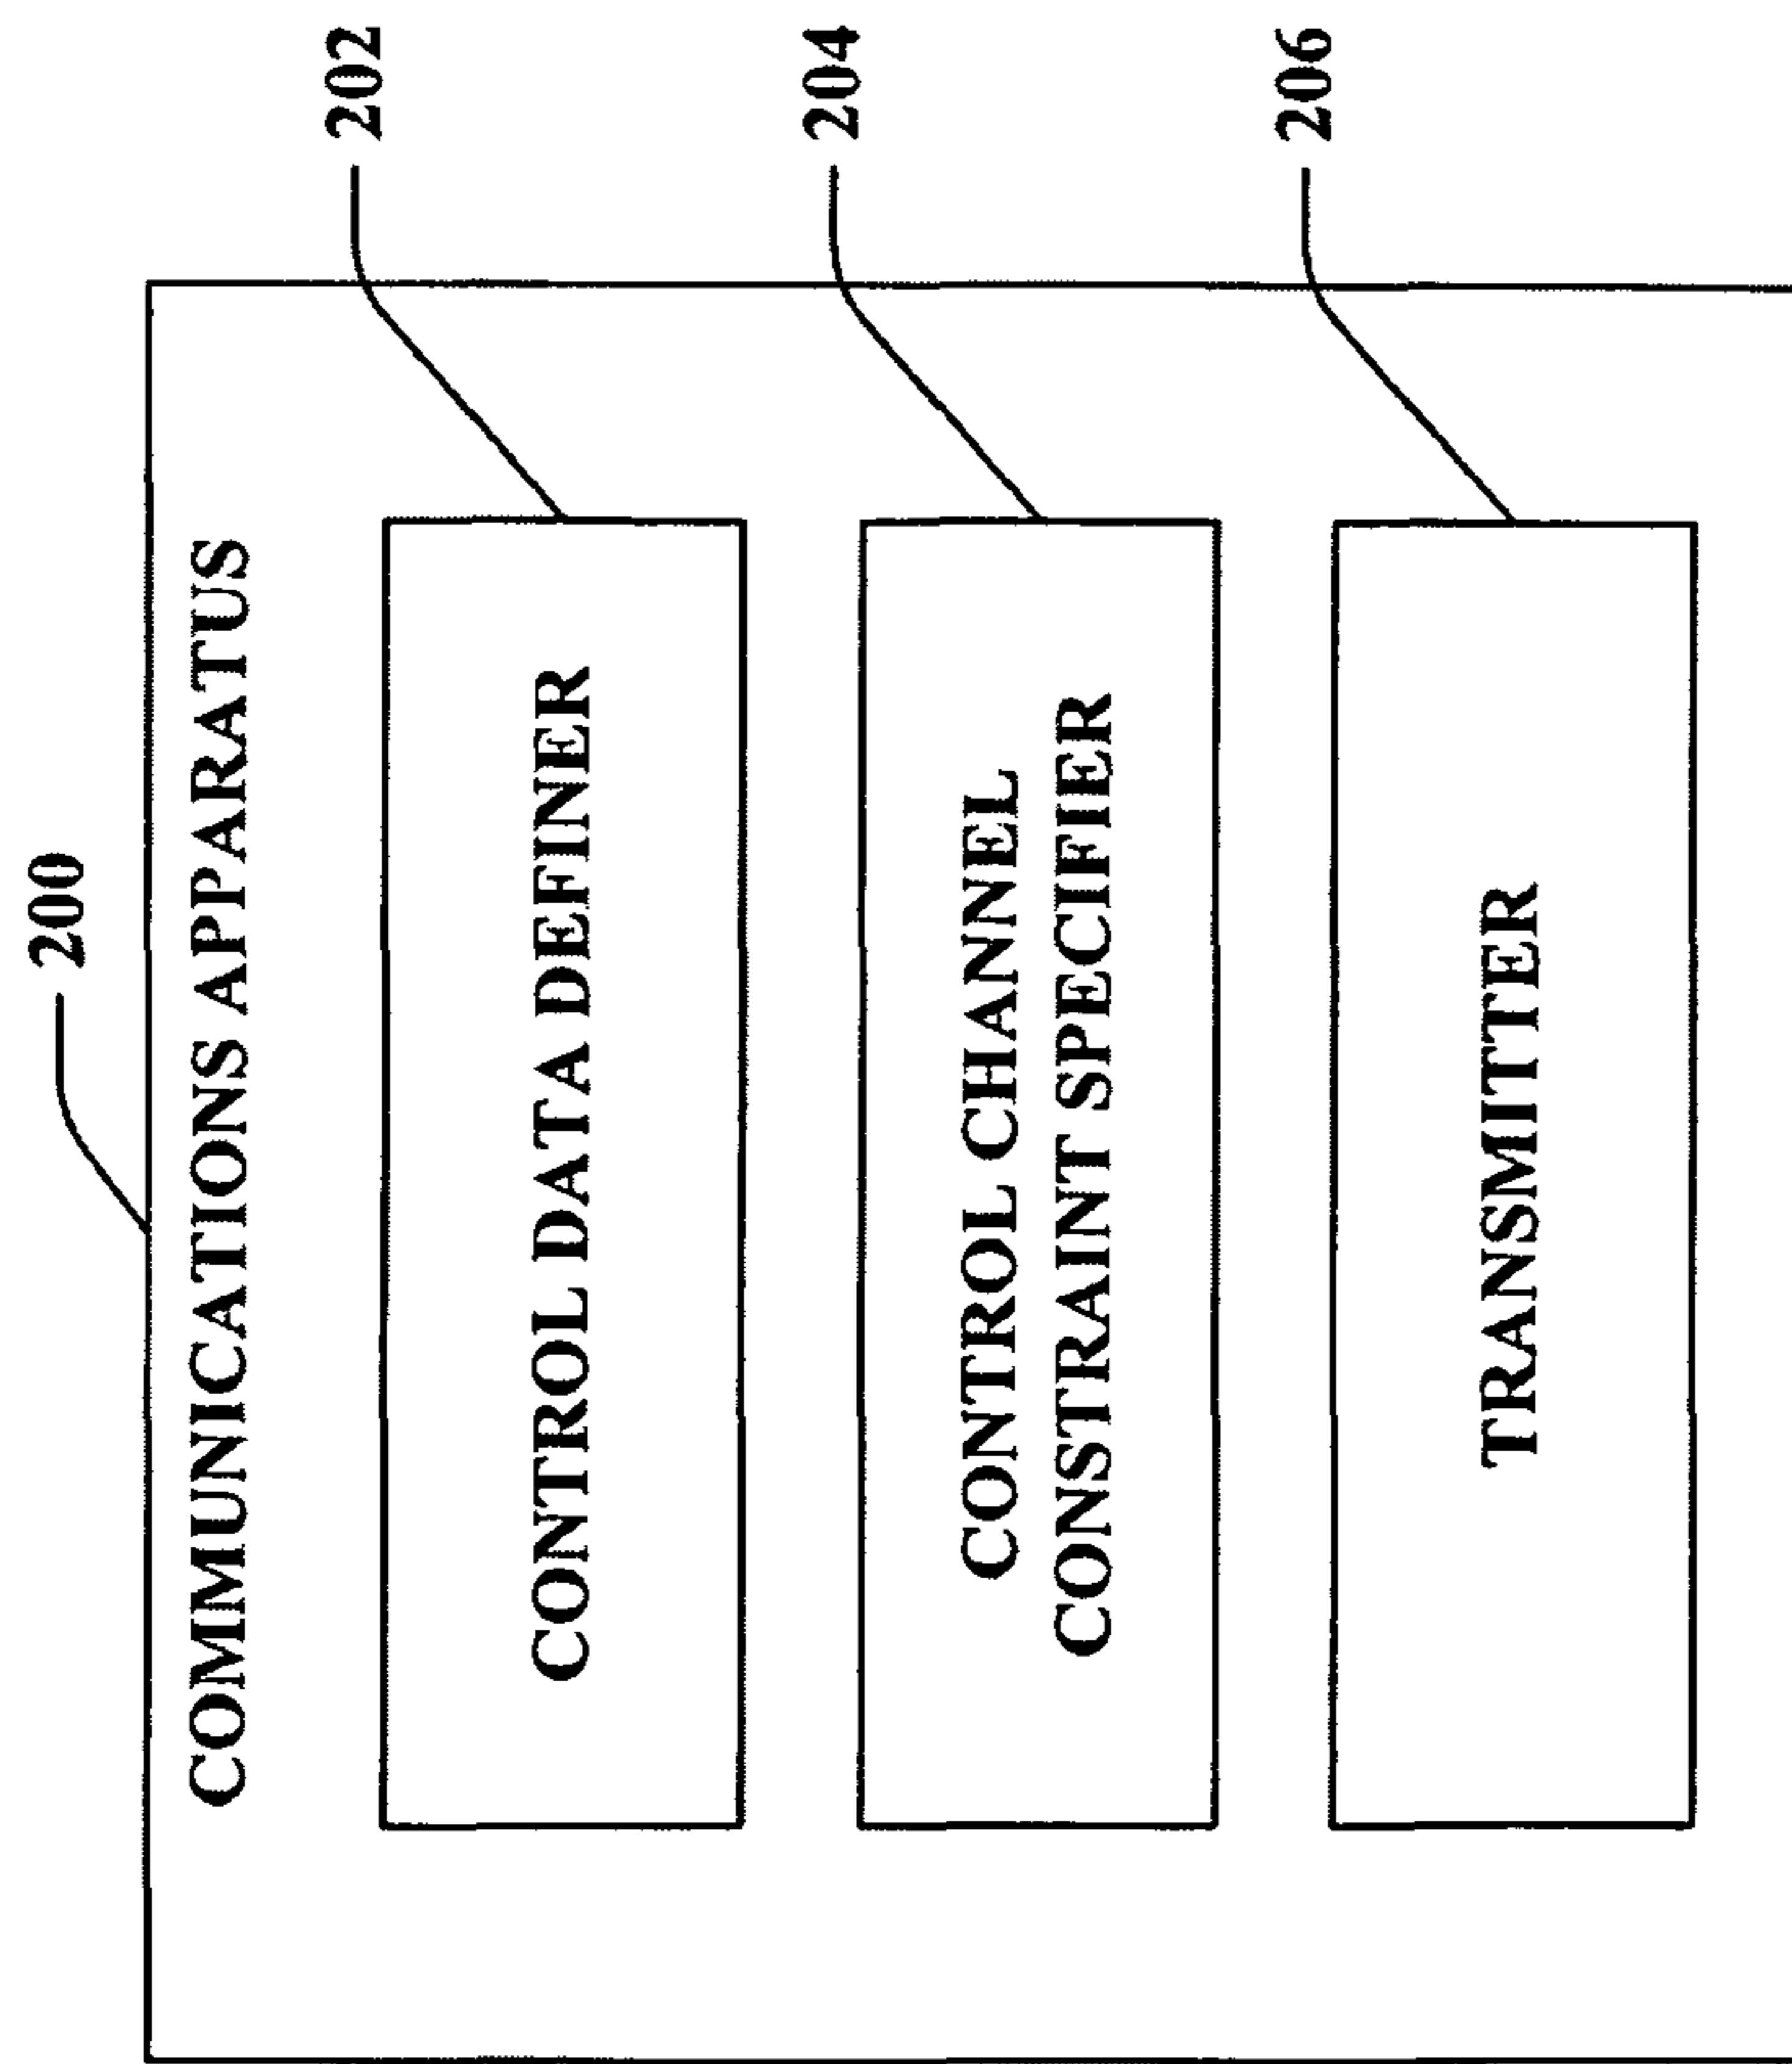 200
COMMUNICATIONS APPARATUS
202
CONTROL DATA DEFINER
204
CONTROL CHANNEL
CONSTRAINT SPECIFIER
206
TRANSMITTER